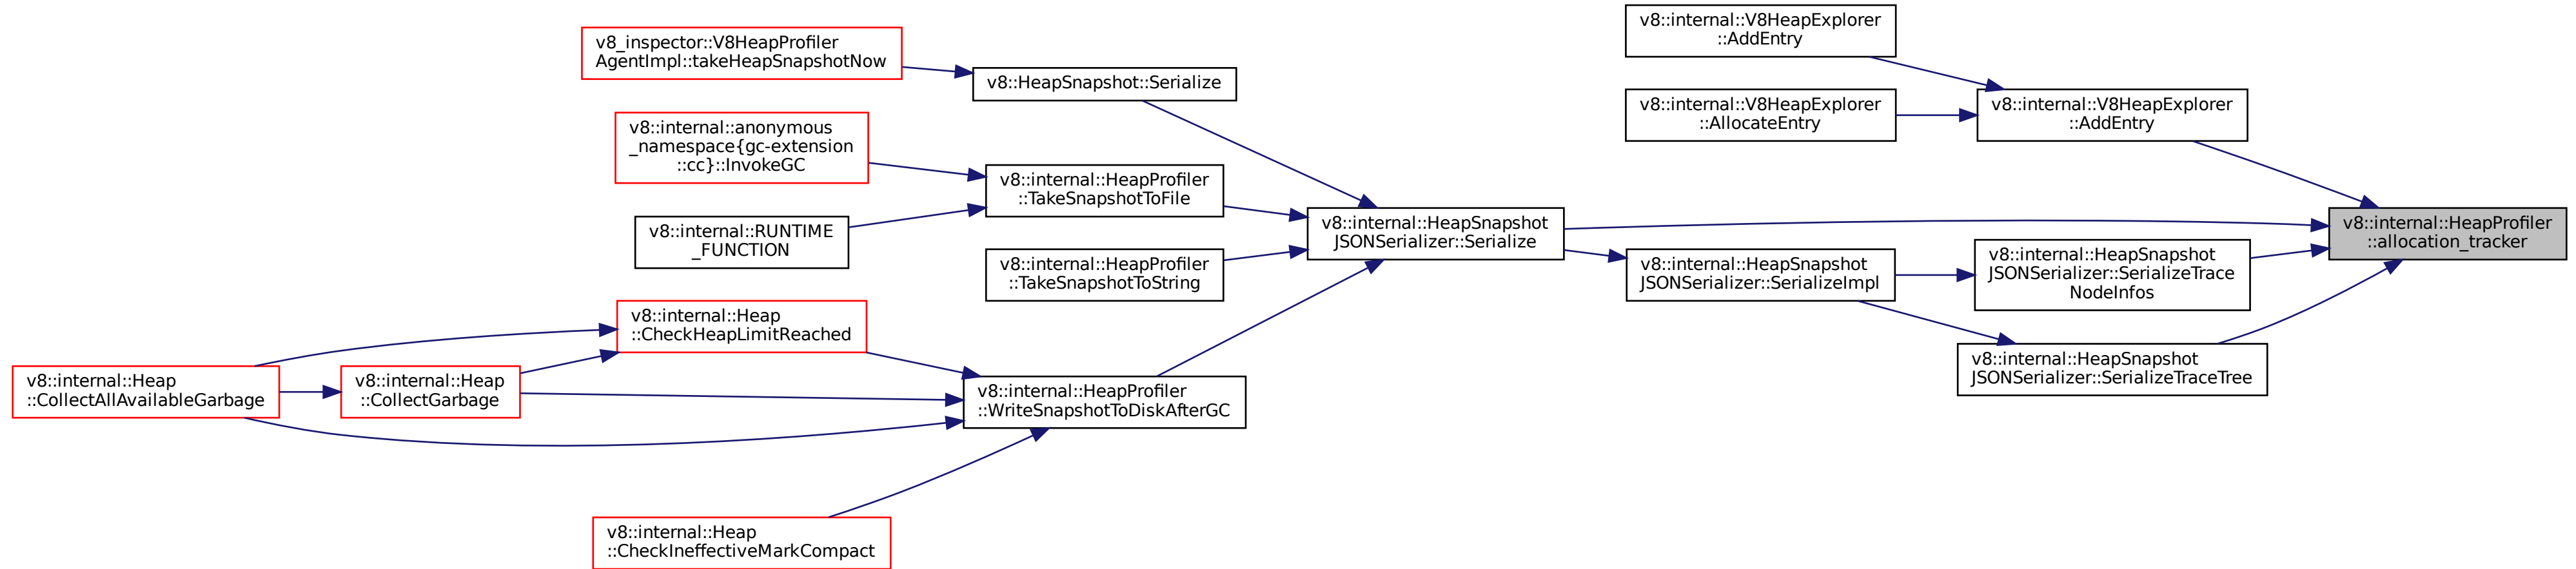 v8::internal::V8HeapExplorer
::AddEntry
v8_inspector::V8HeapProfiler
AgentImpl::takeHeapSnapshotNow
v8::HeapSnapshot::Serialize
v8::internal::V8HeapExplorer
::AllocateEntry
v8::internal::V8HeapExplorer
::AddEntry
v8::internal::anonymous
_namespace{gc-extension
::cc}::InvokeGC
v8::internal::HeapProfiler
::TakeSnapshotToFile
v8::internal::RUNTIME
_FUNCTION
v8::internal::HeapSnapshot
JSONSerializer::Serialize
v8::internal::HeapProfiler
::allocation_tracker
v8::internal::HeapProfiler
::TakeSnapshotToString
v8::internal::HeapSnapshot
JSONSerializer::SerializeImpl
v8::internal::HeapSnapshot
JSONSerializer::SerializeTrace
NodeInfos
v8::internal::Heap
::CheckHeapLimitReached
v8::internal::HeapSnapshot
JSONSerializer::SerializeTraceTree
v8::internal::Heap
::CollectAllAvailableGarbage
v8::internal::Heap
::CollectGarbage
v8::internal::HeapProfiler
::WriteSnapshotToDiskAfterGC
v8::internal::Heap
::CheckIneffectiveMarkCompact